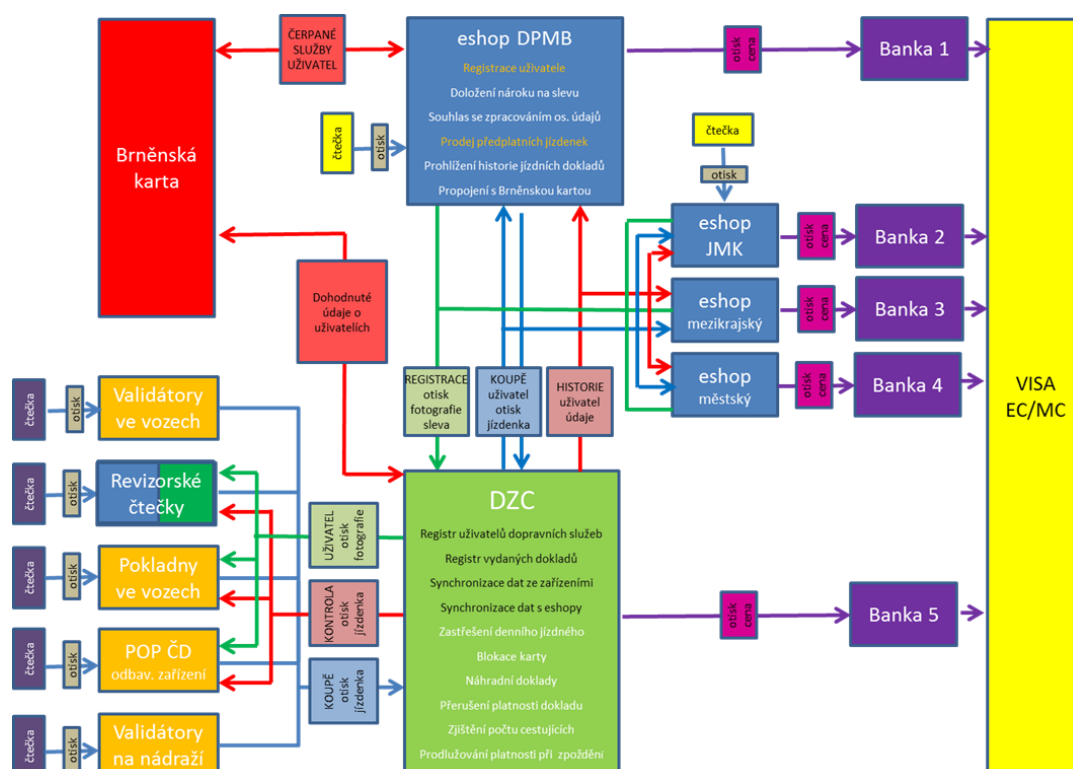 ČERPANÉ
SLUŽBY
UŽIVATEL
eshop DPMB
Registrace uživatele
Doložení nároku na slevu
Souhlas se zpracováním os. údajů
Prodej předplatních jízdenek
Prohlížení historie jízdních dokladů
Propojení s Brněnskou kartou
otisk
cena
Banka 1
Brněnská
karta
čtečka
otisk
čtečka
otisk
eshop
JMK
otisk
cena
Banka 2
eshop
mezikrajský
otisk
cena
Banka 3
eshop
městský
otisk
cena
Banka 4
VISA
EC/MC
Dohodnuté
údaje o
uživatelích
REGISTRACE
otisk
fotografie
sleva
KOUPĚ
uživatel
otisk
jízdenka
HISTORIE
uživatel
údaje
čtečka
otisk
Validátory
ve vozech
čtečka
otisk
Revizorské
čtečky
čtečka
otisk
Pokladny
ve vozech
čtečka
otisk
POP ČD
odbav. zařízení
čtečka
otisk
Validátory
na nádraží
UŽIVATEL
otisk
fotografie
KONTROLA
otisk
jízdenka
KOUPĚ
otisk
jízdenka
DZC
Registr uživatelů dopravních služeb
Registr vydaných dokladů
Synchronizace dat ze zařízeními
Synchronizace dat s eshopy
Zastřešení denního jízdného
Blokace karty
Náhradní doklady
Přerušení platnosti dokladu
Zjištění počtu cestujících
Prodlužování platnosti při zpoždění
otisk
cena
Banka 5